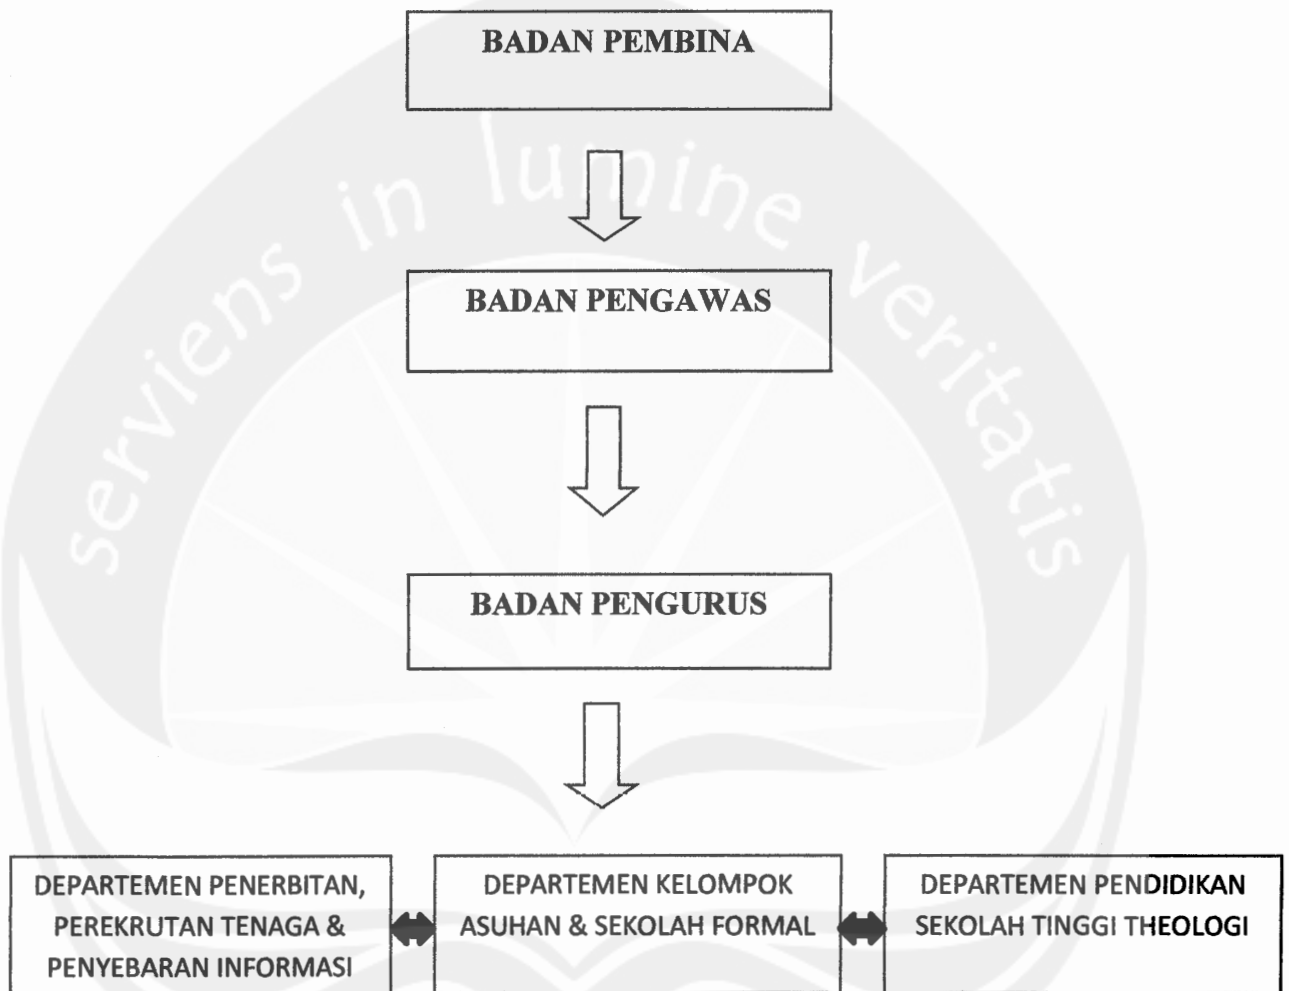 BADAN PEMBINA
serviens in lumine veritatis
BADAN PENGAWAS
BADAN PENGURUS
DEPARTEMEN PENERBITAN,
PEREKRUTAN TENAGA &
PENYEBARAN INFORMASI
DEPARTEMEN KELOMPOK
ASUHAN & SEKOLAH FORMAL
DEPARTEMEN PENDIDIKAN
SEKOLAH TINGGI THEOLOGI